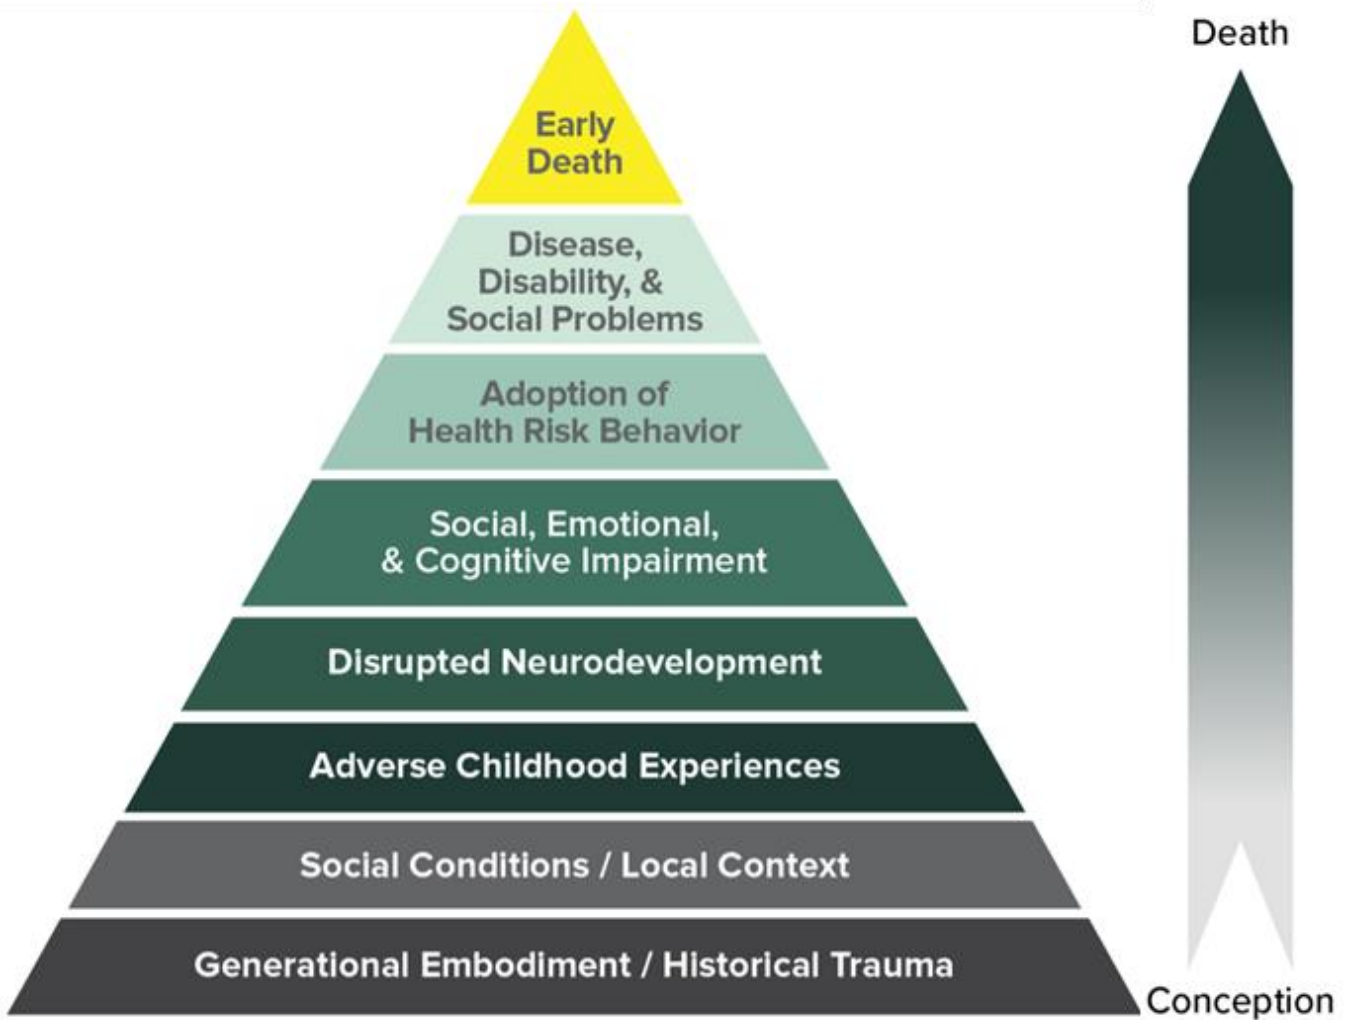 Death
Early
Death
Disease,
Disability, &
Social Problems
Adoption of
Health Risk Behavior
Social, Emotional,
& Cognitive Impairment
Disrupted Neurodevelopment
Adverse Childhood Experiences
Social Conditions / Local Context
Generational Embodiment / Historical Trauma
Conception